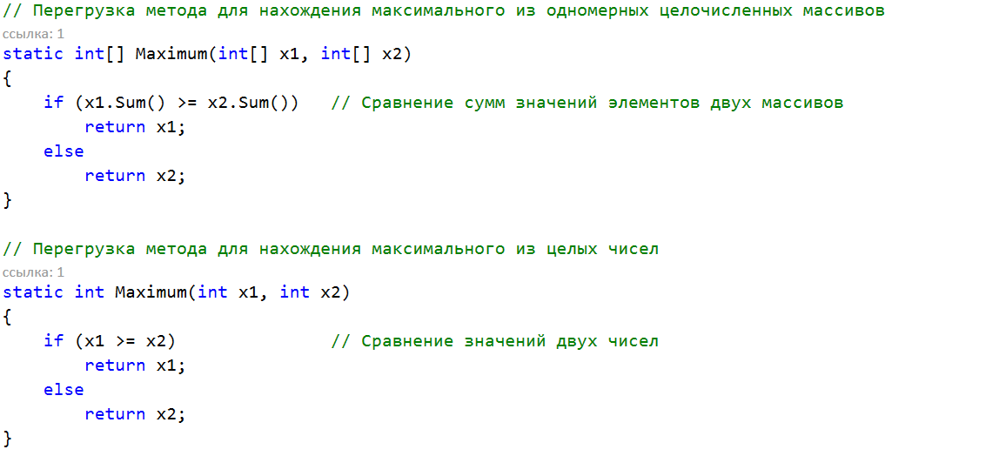 // Перегрузка метода для нахождения максимального из одномерных целочисленных массивов
ссылка: 1
static int[] Maximum(int[] x1, int[] x2)
{
    if (x1.Sum() >= x2.Sum())   // Сравнение сумм значений элементов двух массивов
        return x1;
    else
        return x2;
}

// Перегрузка метода для нахождения максимального из целых чисел
ссылка: 1
static int Maximum(int x1, int x2)
{
    if (x1 >= x2)               // Сравнение значений двух чисел
        return x1;
    else
        return x2;
}